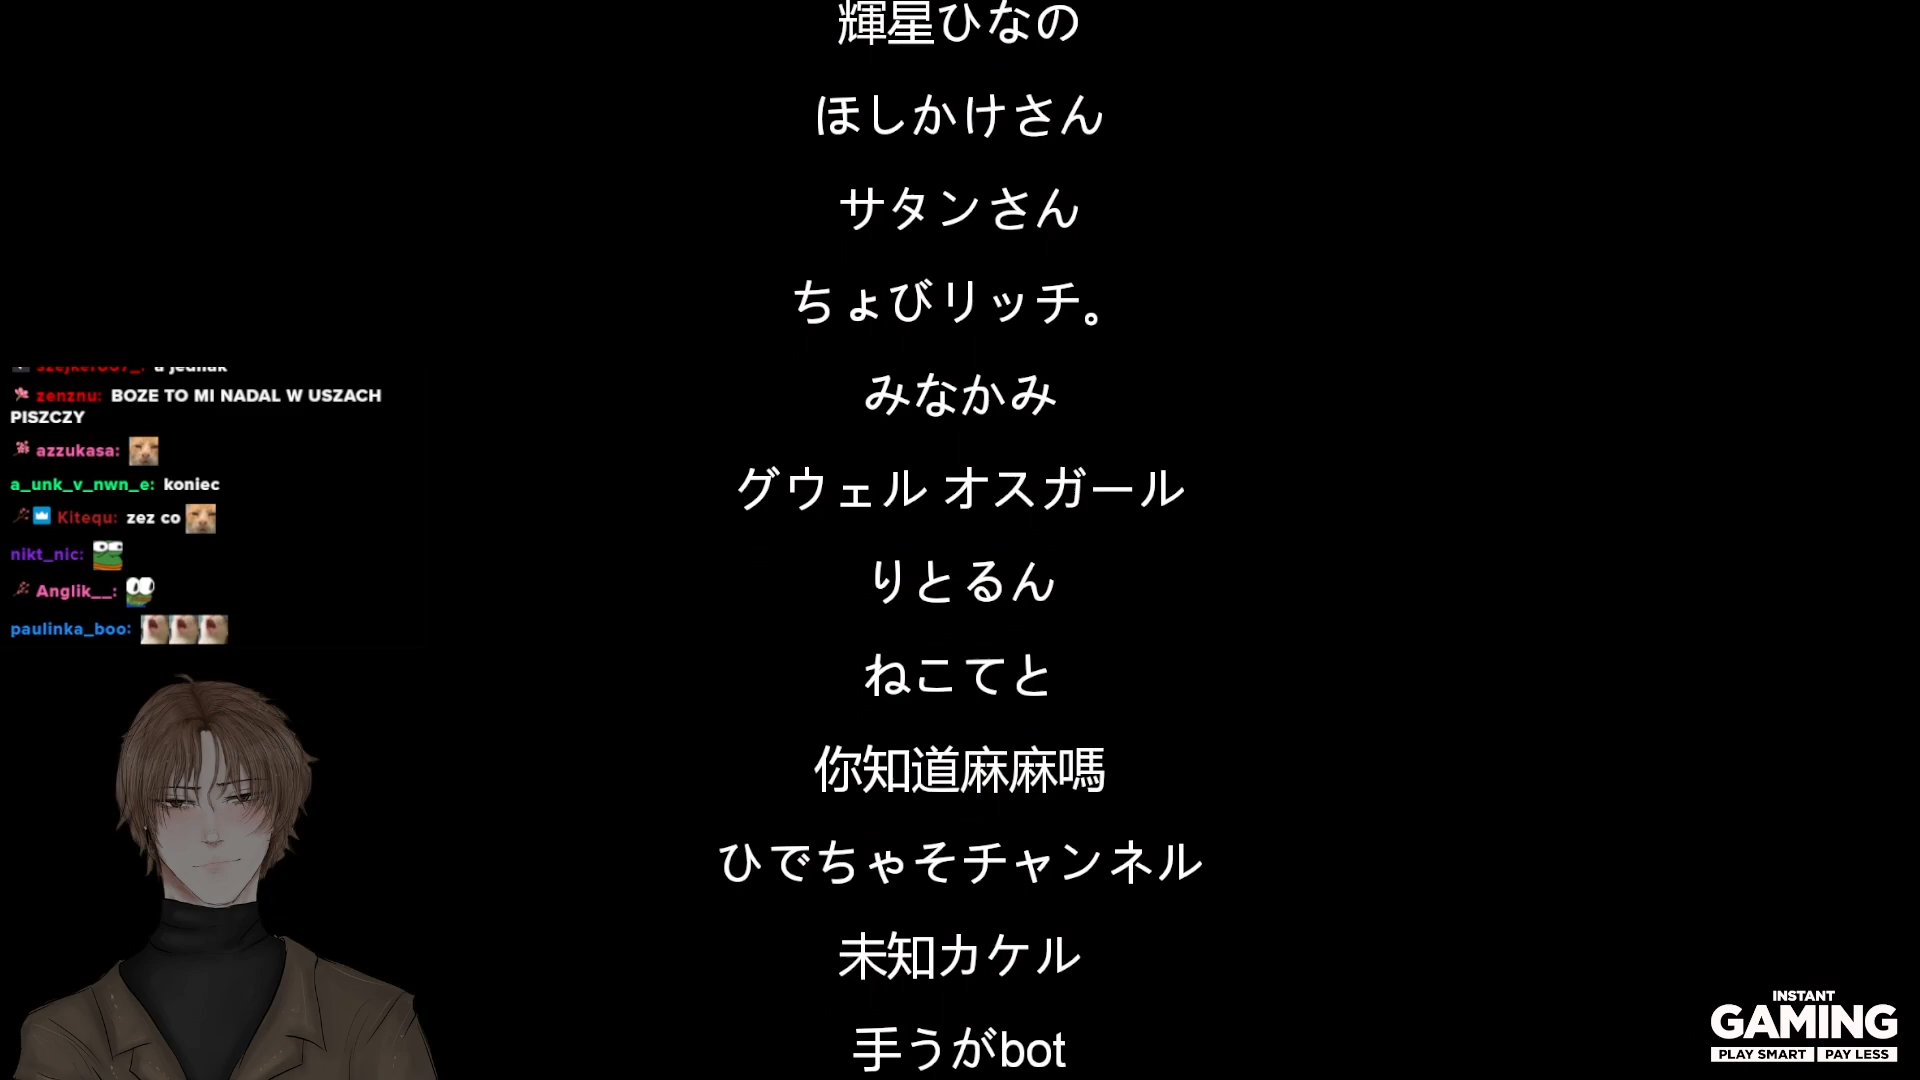 輝星ひなの
ほしかけさん
サタンさん
ちょびリッチ。
みなかみ
グウェル オスガール
りとるん
ねこてと
你知道麻麻嗎
ひでちゃそチャンネル
未知カケル
手うがbot
a jednak
zenznu: BOZE TO MI NADAL W USZACH
PISZCZY
azzukasa:
a_unk_v_nwn_e: koniec
Kitequ: zez co
nikt_nic:
Anglik__:
paulinka_boo:
INSTANT
GAMING
PLAY SMART PAY LESS